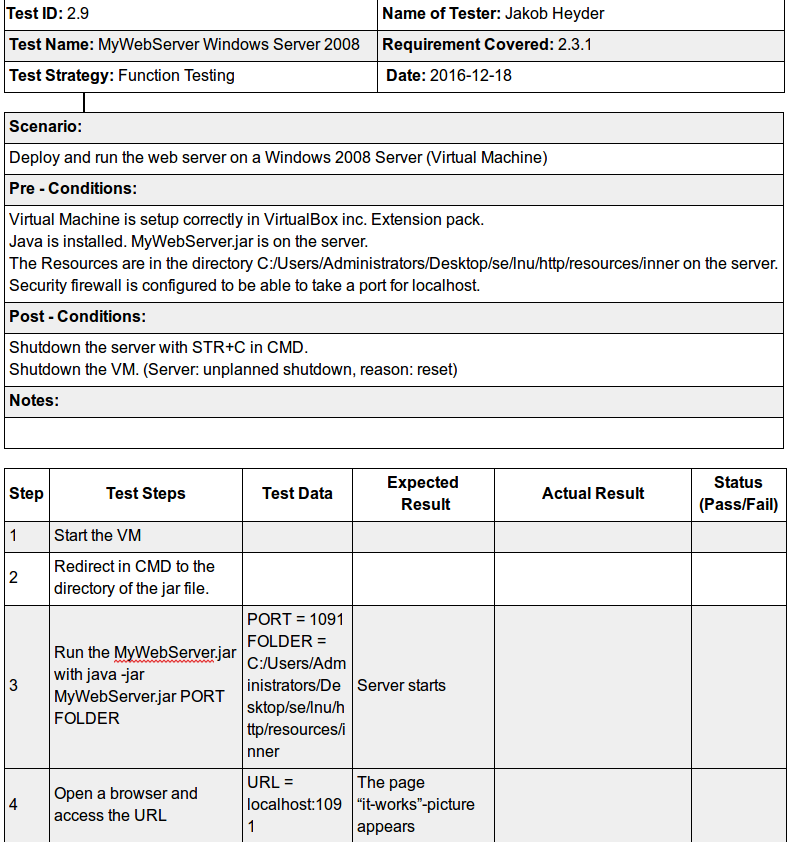 Test ID: 2.9
Name of Tester: Jakob Heyder
Test Name: MyWebServer Windows Server 2008
Requirement Covered: 2.3.1
Test Strategy: Function Testing
Date: 2016-12-18
Scenario:
Deploy and run the web server on a Windows 2008 Server (Virtual Machine)
Pre - Conditions:
Virtual Machine is setup correctly in VirtualBox inc. Extension pack.
Java is installed. MyWebServer.jar is on the server.
The Resources are in the directory C:/Users/Administrators/Desktop/se/lnu/http/resources/inner on the server.
Security firewall is configured to be able to take a port for localhost.
Post - Conditions:
Shutdown the server with STR+C in CMD.
Shutdown the VM. (Server: unplanned shutdown, reason: reset)
Notes:
Step
Test Steps
Test Data
Expected
Result
Actual Result
Status
(Pass/Fail)
1
Start the VM
2
Redirect in CMD to the
directory of the jar file.
3
Run the MyWebServer.jar
with java -jar
MyWebServer.jar PORT
FOLDER
PORT = 1091
FOLDER =
C:/Users/Adm
inistrators/De
sktop/se/lnu/h
ttp/resources/i
nner
Server starts
4
Open a browser and
access the URL
URL =
localhost:109
1
The page
“it-works”-picture
appears